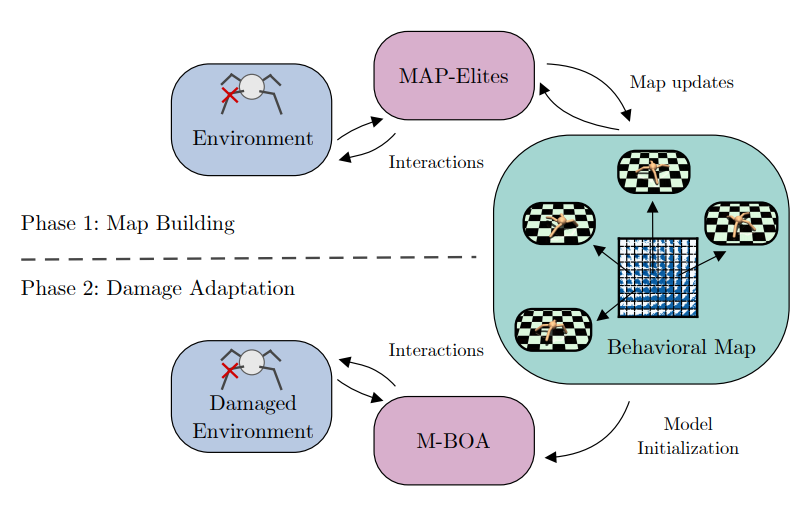 MAP-Elites
Map updates
Environment
Interactions
Phase 1: Map Building
Phase 2: Damage Adaptation
Behavioral Map
Interactions
Damaged
Environment
M-BOA
Model
Initialization